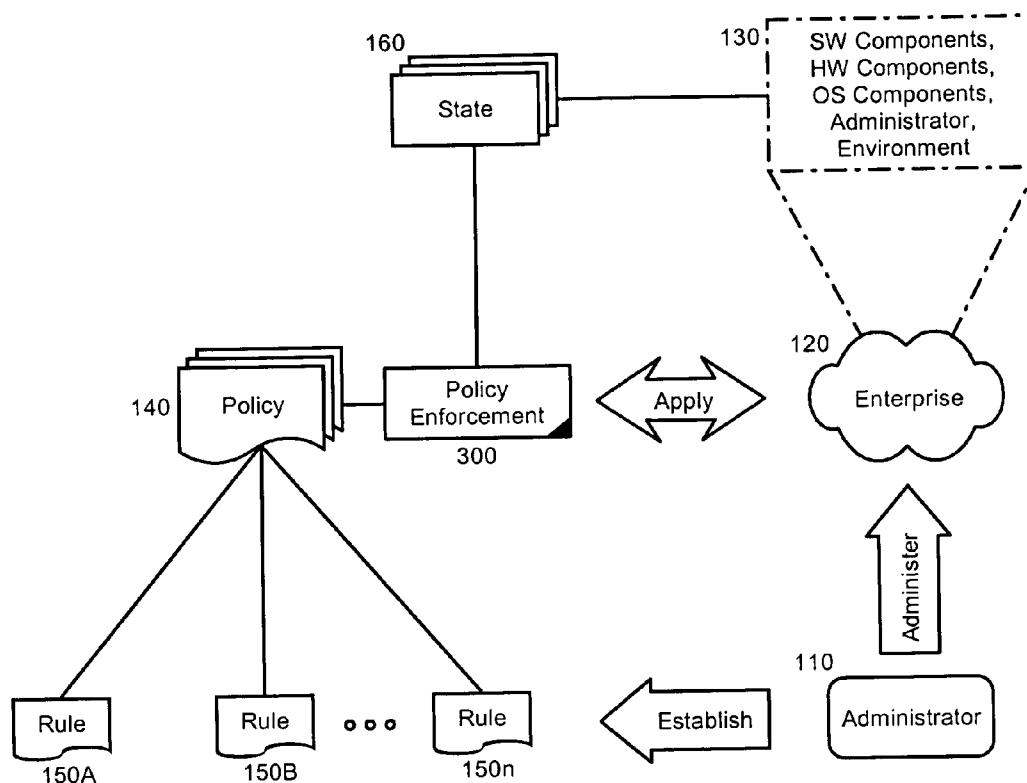 160
State
130
SW Components,
HW Components,
OS Components,
Administrator,
Environment
140
Policy
Policy
Enforcement
300
Apply
120
Enterprise
Administer
110
Administrator
Establish
Rule
150A
Rule
150B
Rule
150n